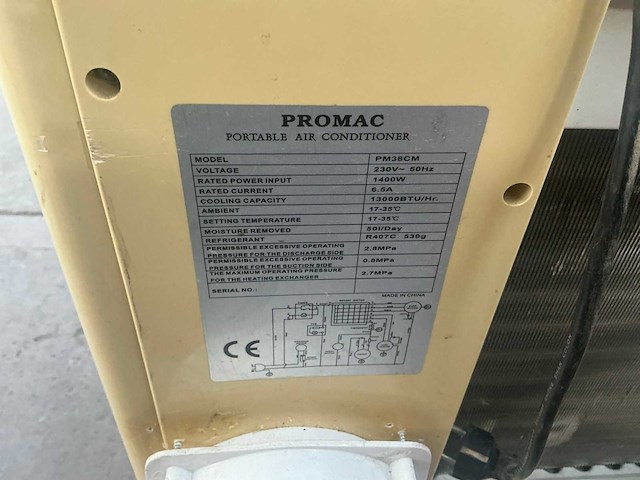 PROMAC
PORTABLE AIR CONDITIONER
MODEL PM38CM
VOLTAGE 230V~ 50Hz
RATED POWER INPUT 1400W
RATED CURRENT 6.5A
COOLING CAPACITY 13000BTU/Hr.
AMBIENT 17-35℃
SETTING TEMPERATURE 17-35℃
MOISTURE REMOVED 50l/Day
REFRIGERANT R407C 530g
PERMISSIBLE EXCESSIVE OPERATING PRESSURE FOR THE DISCHARGE SIDE 2.8MPa
PERMISSIBLE EXCESSIVE OPERATING PRESSURE FOR THE SUCTION SIDE 0.8MPa
THE MAXIMUM OPERATING PRESSURE FOR THE HEATING EXCHANGER 2.7MPa
SERIAL NO.: MADE IN CHINA
CE